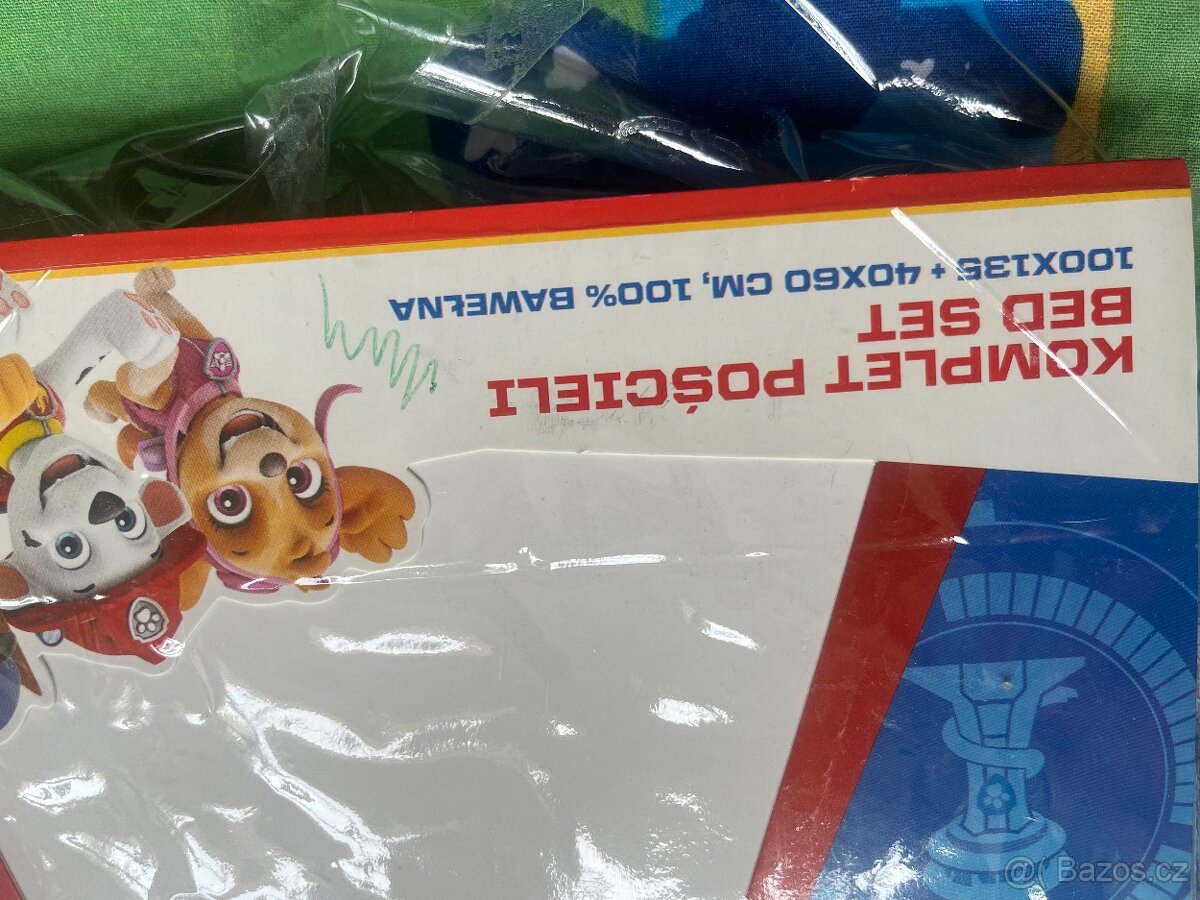 KOMPLET POŚCIELI
BED SET
100X135 + 40X60 CM, 100% BAWEŁNA
@ Bazos.cz